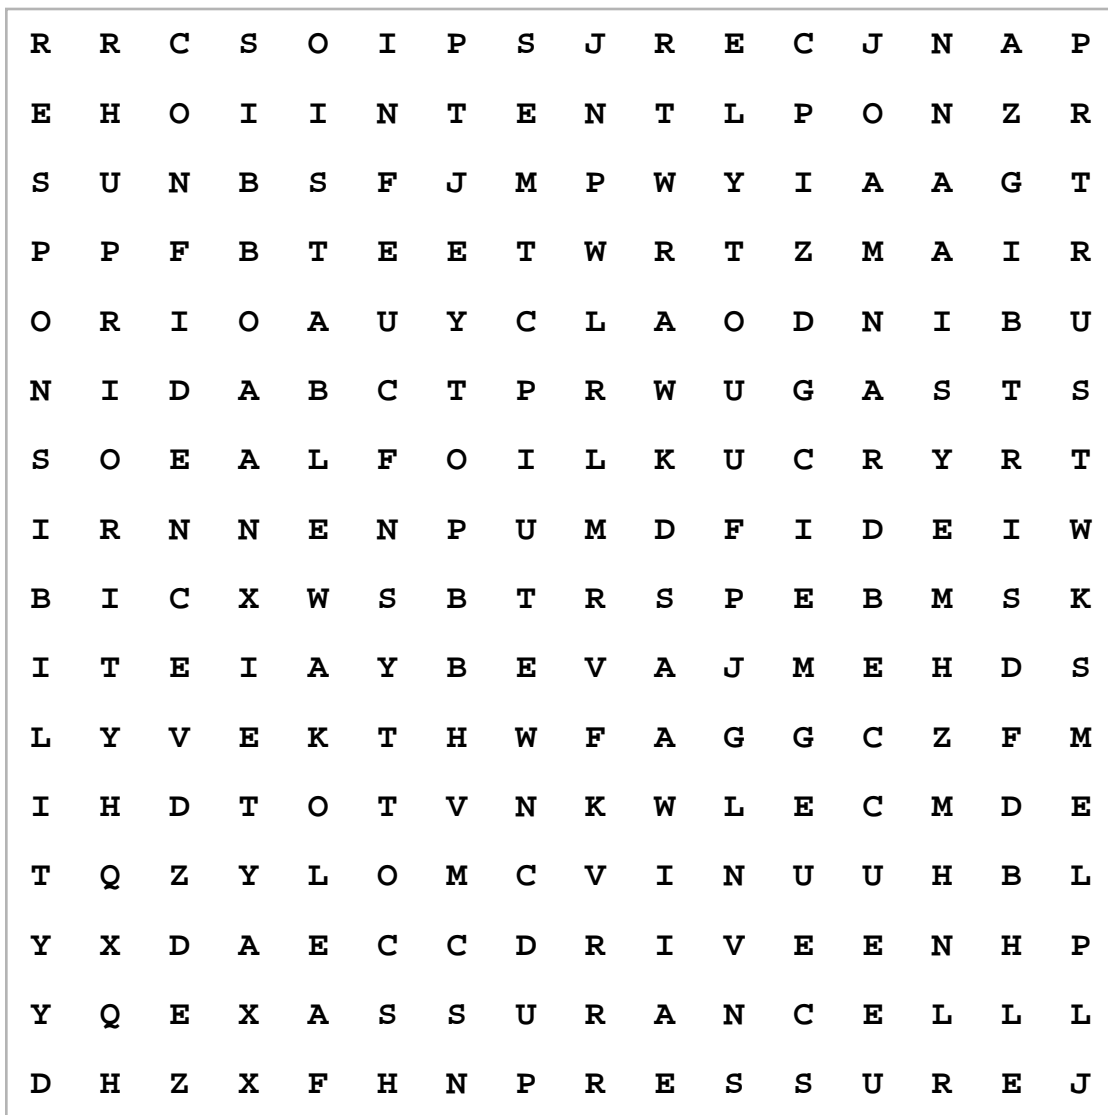 R R C S O I P S J R E C J N A P
E H O I I N T E N T L P O N Z R
S U N B S F J M P W Y I A A G T
P P F B T E E T W R T Z M A I R
O R I O A U Y C L A O D N I B U
N I D A B C T P R W U G A S T S
S O E A L F O I L K U C R Y R T
I R N N E N P U M D F I D E I W
B I C X W S B T R S P E B M S K
I T E I A Y B E V A J M E H D S
L Y V E K T H W F A G G C Z F M
I H D T O T V N K W L E C M D E
T Q Z Y L O M C V I N U U H B L
Y X D A E C C D R I V E E N H P
Y Q E X A S S U R A N C E L L L
D H Z X F H N P R E S S U R E J